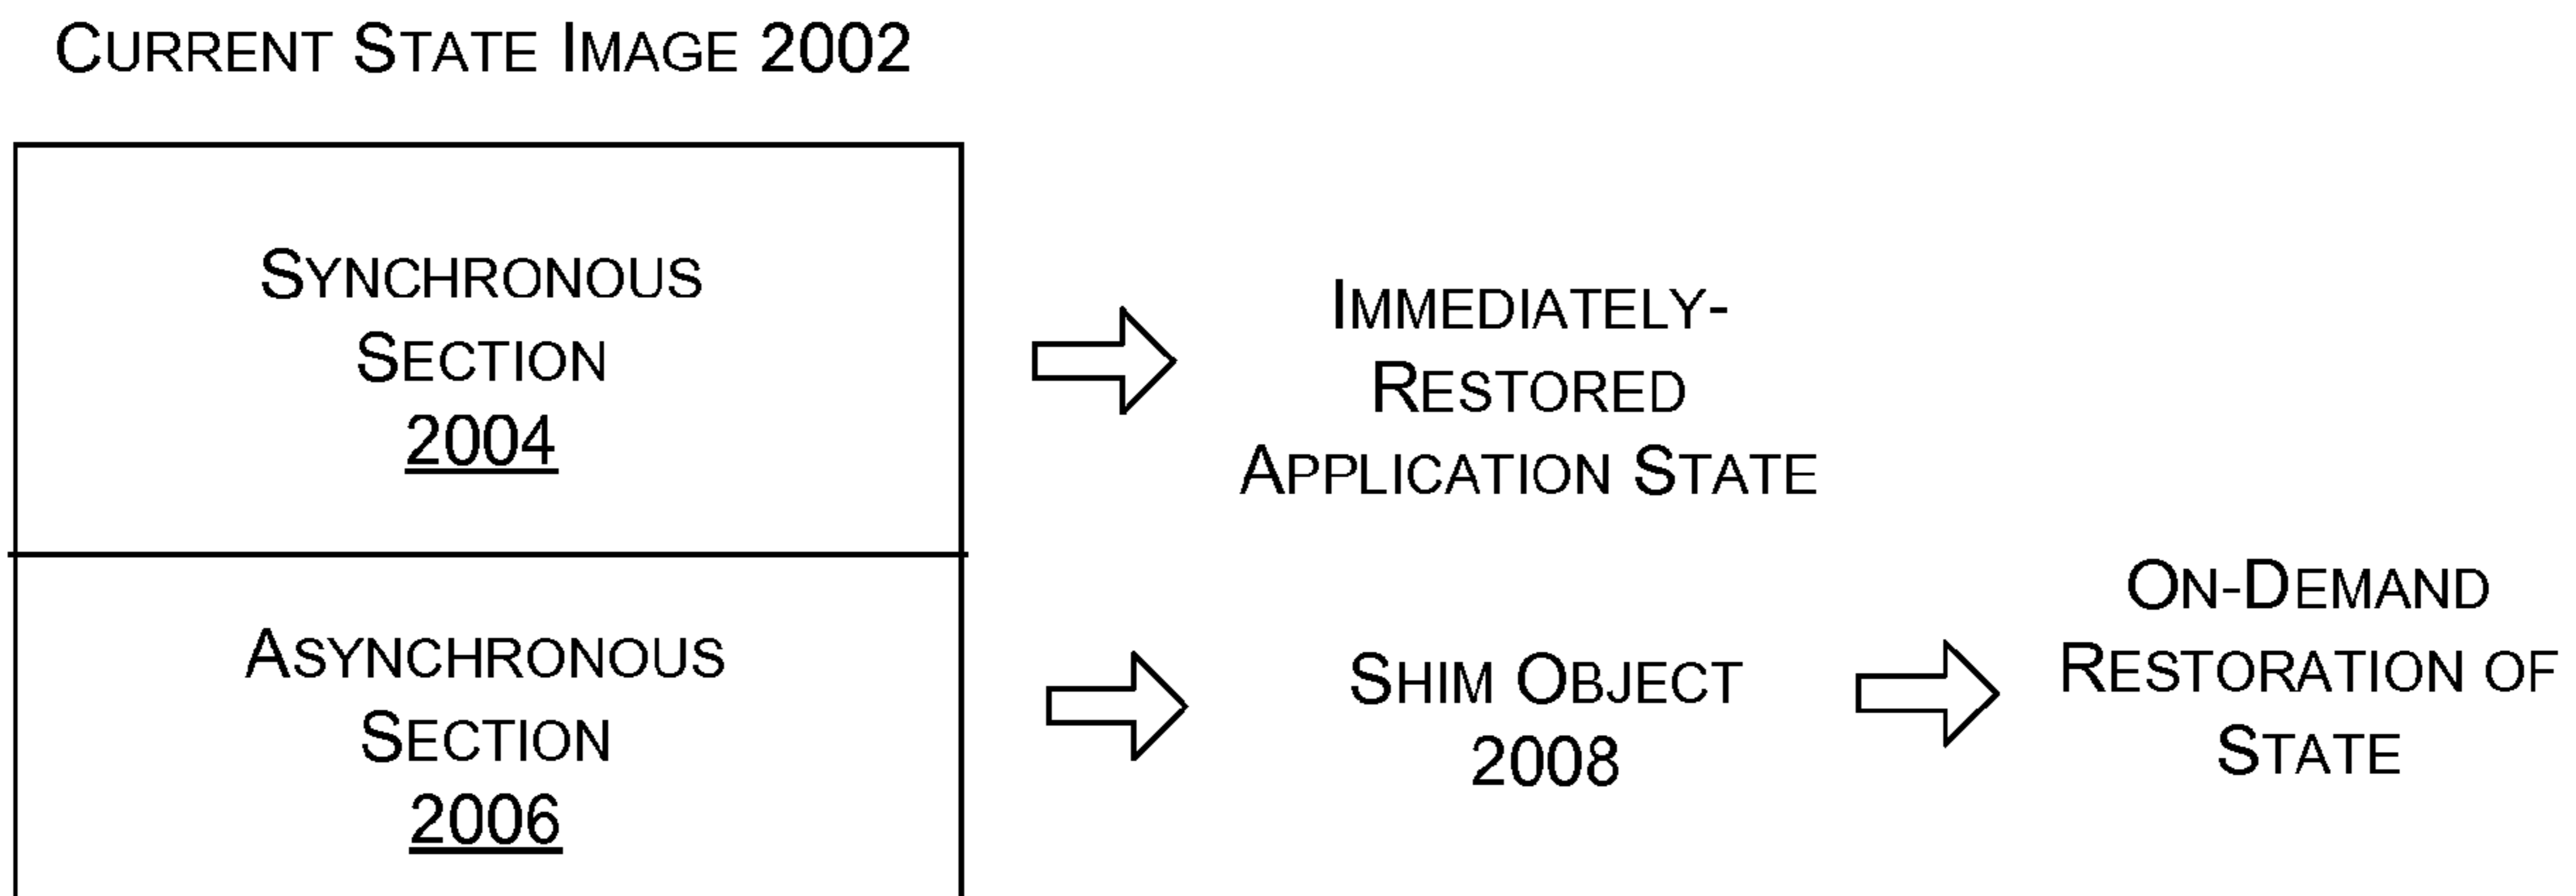 CURRENT STATE IMAGE 2002
SYNCHRONOUS
SECTION
2004
IMMEDIATELY-
RESTORED
APPLICATION STATE
ASYNCHRONOUS
SECTION
2006
SHIM OBJECT
2008
ON-DEMAND
RESTORATION OF
STATE